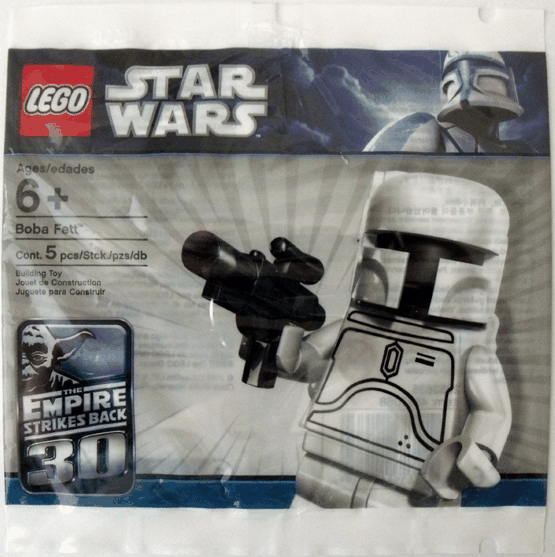 LEGO
STAR
WARS
Ages/edades
6+
Boba Fett™
Cont. 5 pcs/Stck./pzs/db
Building Toy
Jouet de Construction
Juguete para Construir
THE
EMPIRE
STRIKES BACK
30